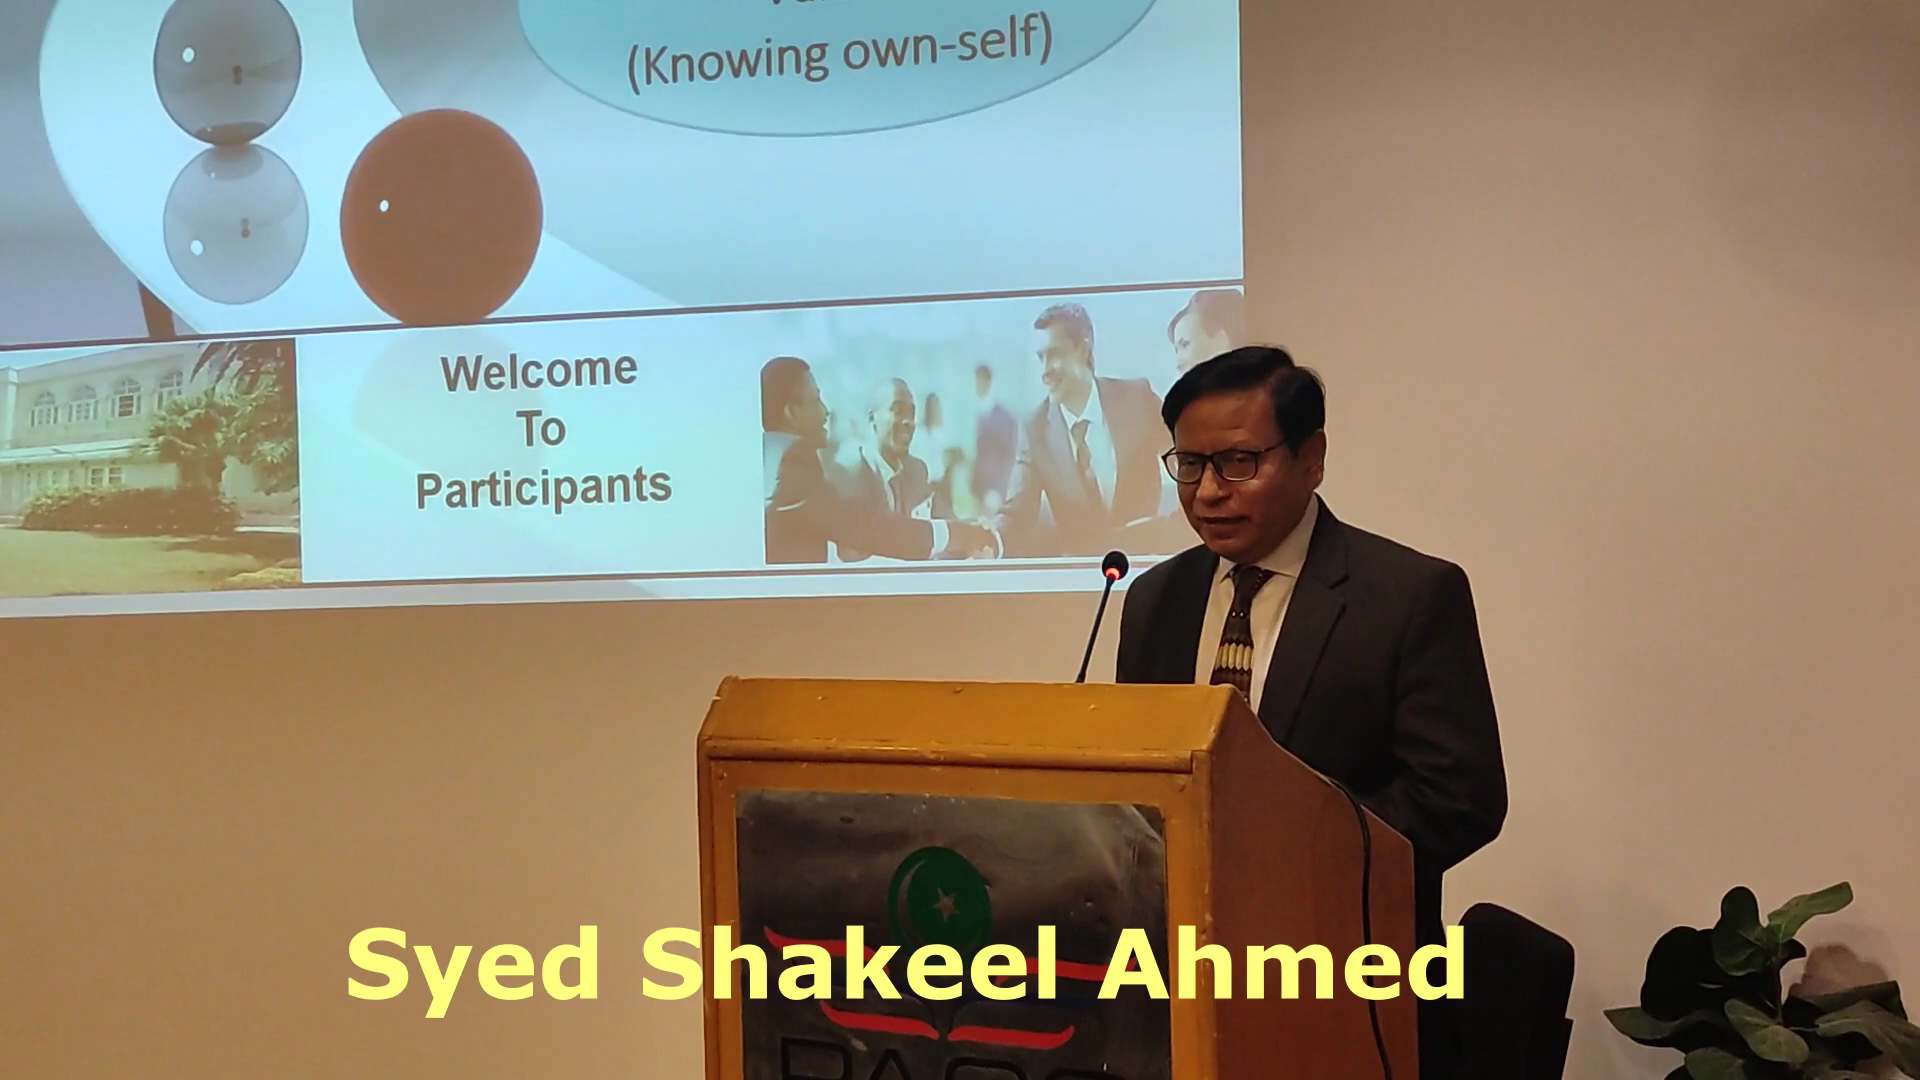 (Knowing own-self)
Welcome
To
Participants
Syed Shakeel Ahmed